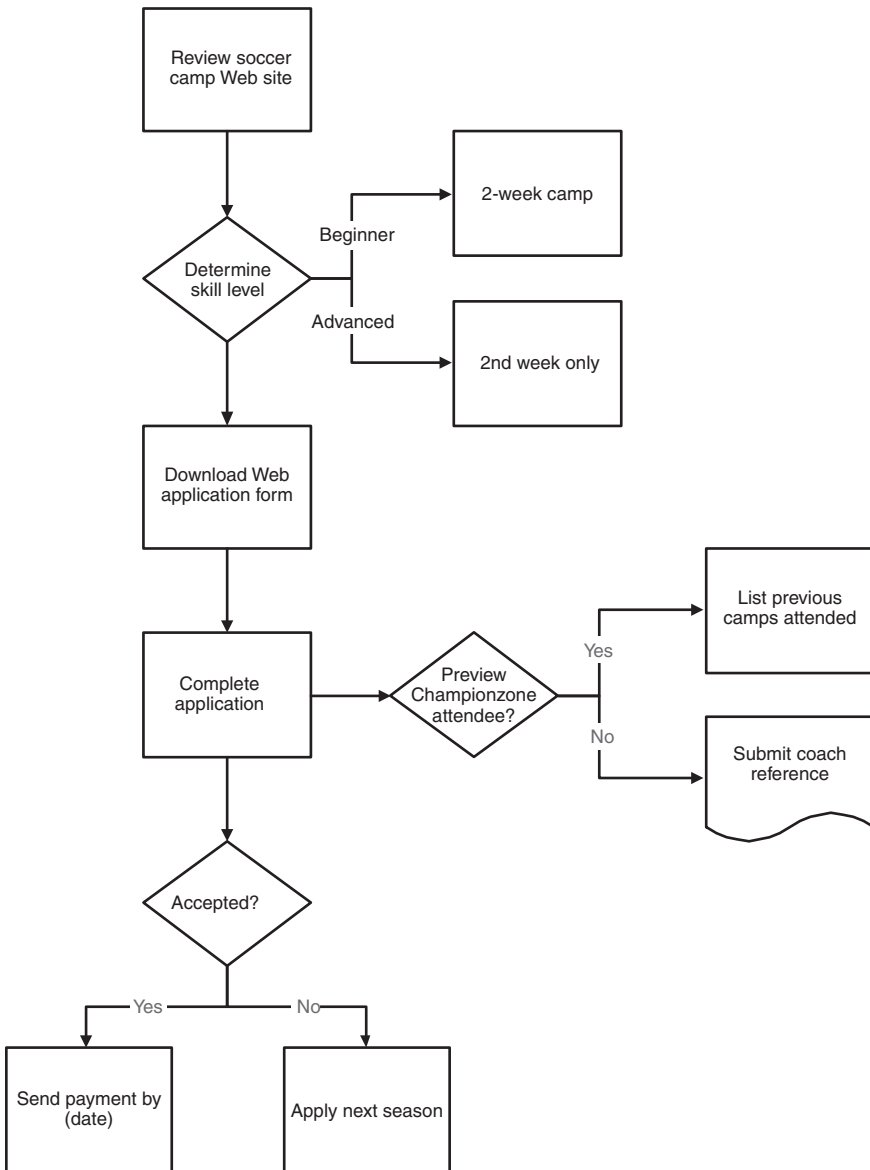 Review soccer
camp Web site
2-week camp
Beginner
Determine
skill level
Advanced
2nd week only
Download Web
application form
List previous
camps attended
Yes
Complete
application
Preview
Championzone
attendee?
No
Submit coach
reference
Accepted?
Yes
No
Send payment by
(date)
Apply next season